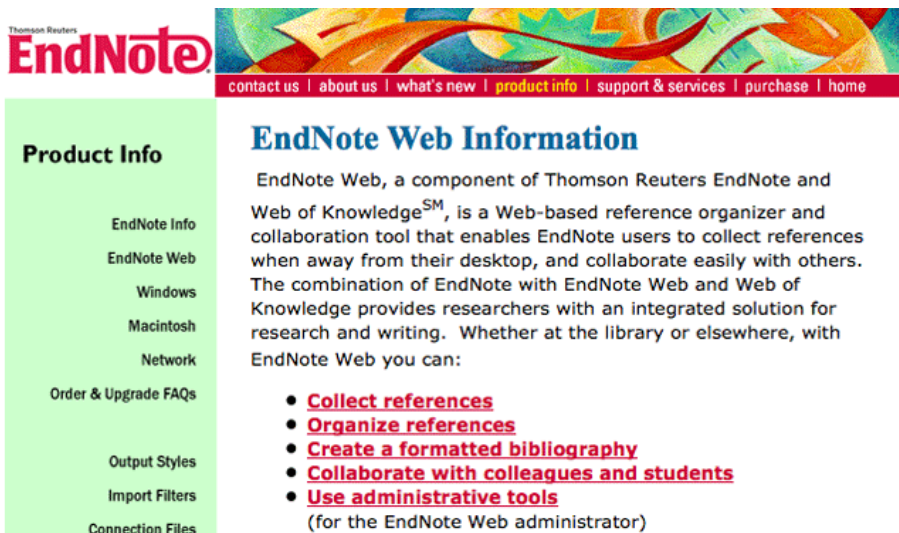 Thomson Reuters
EndNote
contact us | about us | what's new | product info | support & services | purchase | home
Product Info
EndNote Info
EndNote Web
Windows
Macintosh
Network
Order & Upgrade FAQs
Output Styles
Import Filters
Connection Files
EndNote Web Information
EndNote Web, a component of Thomson Reuters EndNote and
Web of Knowledge℠, is a Web-based reference organizer and
collaboration tool that enables EndNote users to collect references
when away from their desktop, and collaborate easily with others.
The combination of EndNote with EndNote Web and Web of
Knowledge provides researchers with an integrated solution for
research and writing.  Whether at the library or elsewhere, with
EndNote Web you can:
• Collect references
• Organize references
• Create a formatted bibliography
• Collaborate with colleagues and students
• Use administrative tools
(for the EndNote Web administrator)